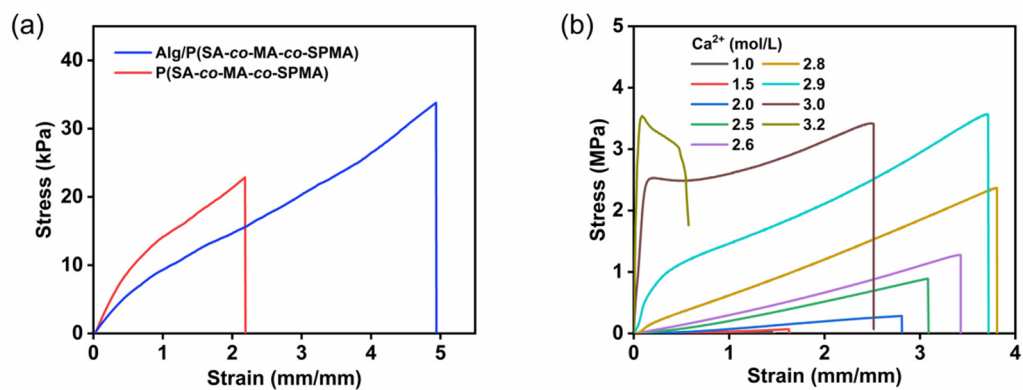 (a)
Stress (kPa)
40
30
20
10
0
Alg/P(SA-co-MA-co-SPMA)
P(SA-co-MA-co-SPMA)
0 1 2 3 4 5
Strain (mm/mm)
(b)
Stress (MPa)
5
4
3
2
1
0
Ca²⁺ (mol/L)
1.0 2.8
1.5 2.9
2.0 3.0
2.5 3.2
2.6
0 1 2 3 4
Strain (mm/mm)